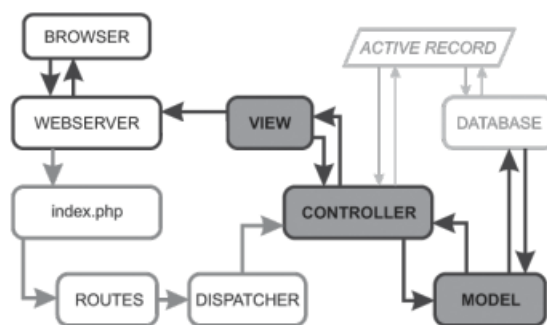 BROWSER
ACTIVE RECORD
WEBSERVER
VIEW
DATABASE
index.php
CONTROLLER
ROUTES
DISPATCHER
MODEL